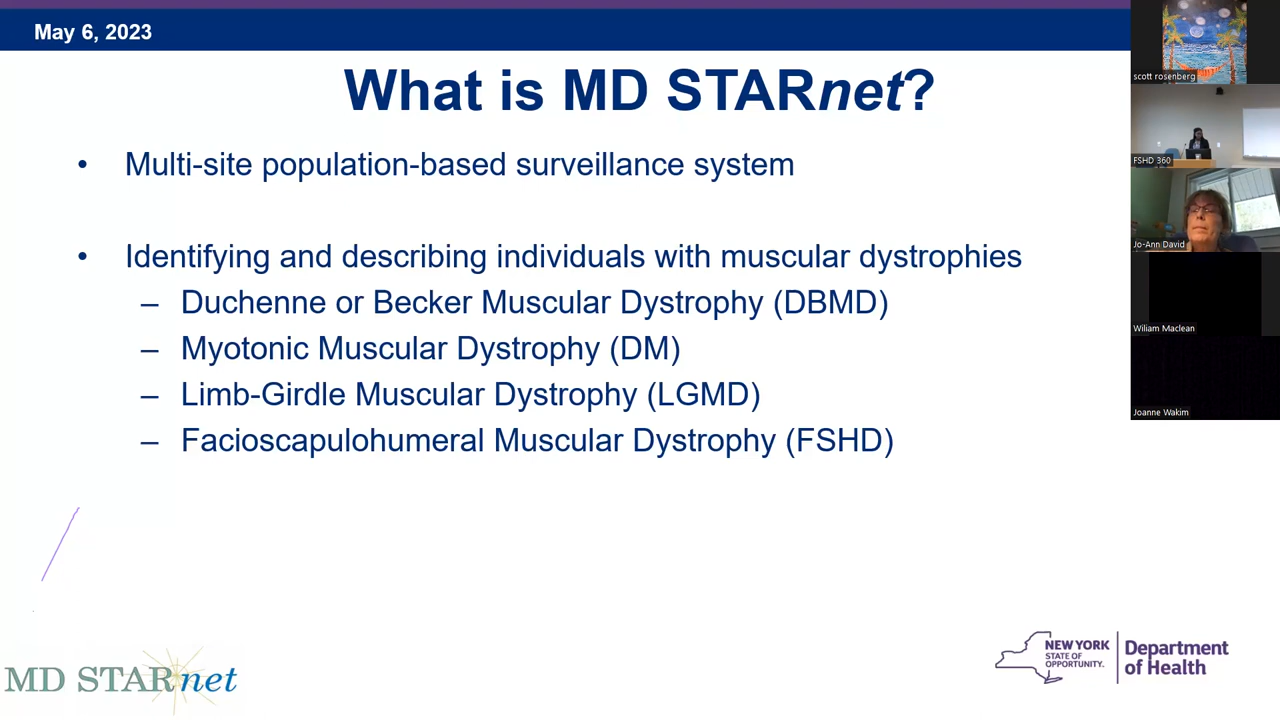 May 6, 2023
What is MD STARnet?
• Multi-site population-based surveillance system
• Identifying and describing individuals with muscular dystrophies
– Duchenne or Becker Muscular Dystrophy (DBMD)
– Myotonic Muscular Dystrophy (DM)
– Limb-Girdle Muscular Dystrophy (LGMD)
– Facioscapulohumeral Muscular Dystrophy (FSHD)
MD STARnet
NEW YORK
STATE OF
OPPORTUNITY.
Department
of Health
scott rosenberg
FSHD 360
Jo-Ann David
Wiliam Maclean
Joanne Wakim